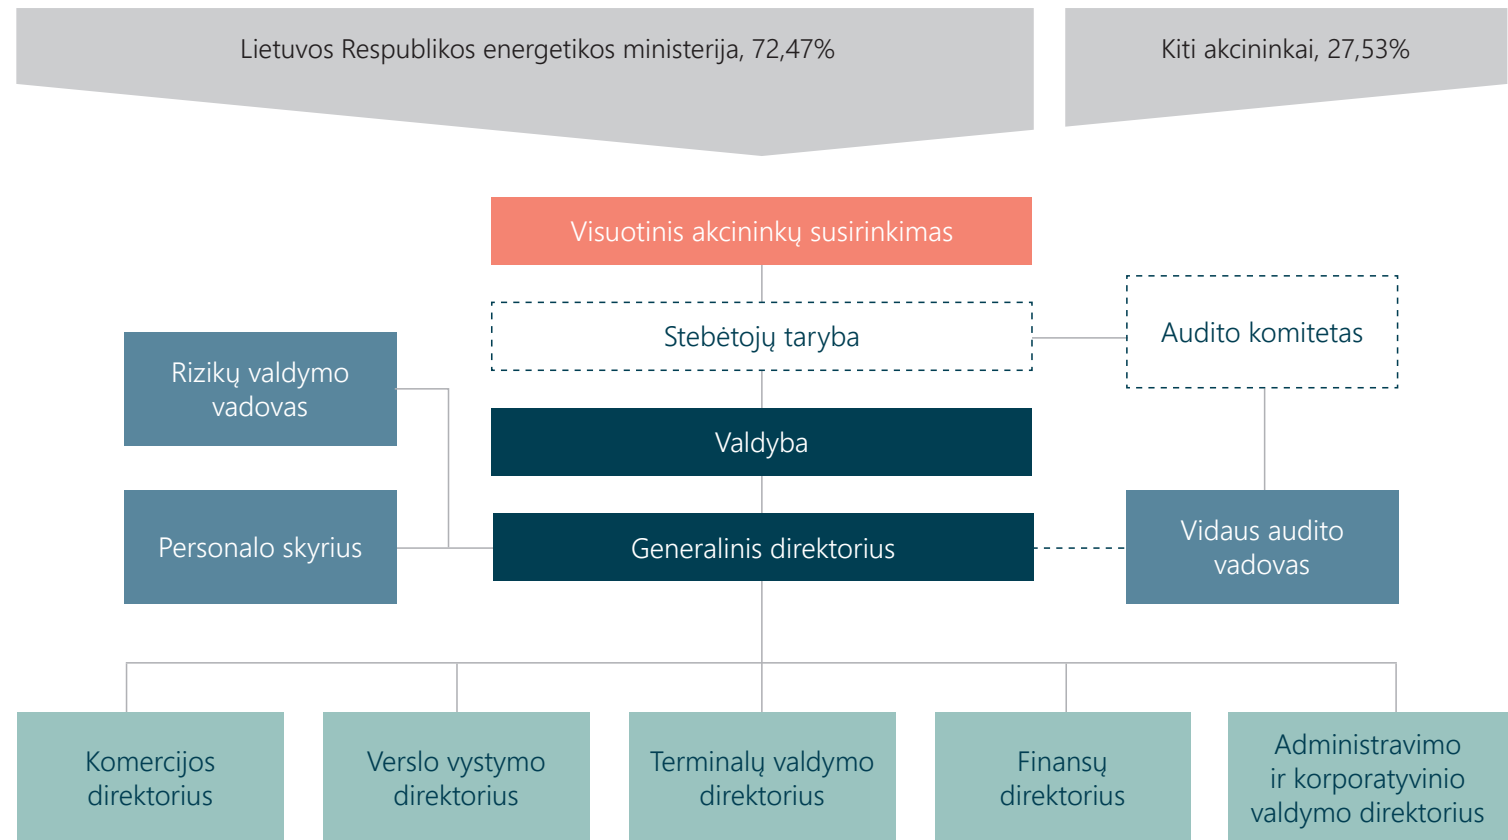 Lietuvos Respublikos energetikos ministerija, 72,47%
Kiti akcininkai, 27,53%
Visuotinis akcininkų susirinkimas
Stebėtojų taryba
Audito komitetas
Rizikų valdymo
vadovas
Valdyba
Personalo skyrius
Generalinis direktorius
Vidaus audito
vadovas
Komercijos
direktorius
Verslo vystymo
direktorius
Terminalų valdymo
direktorius
Finansų
direktorius
Administravimo
ir korporatyvinio
valdymo direktorius